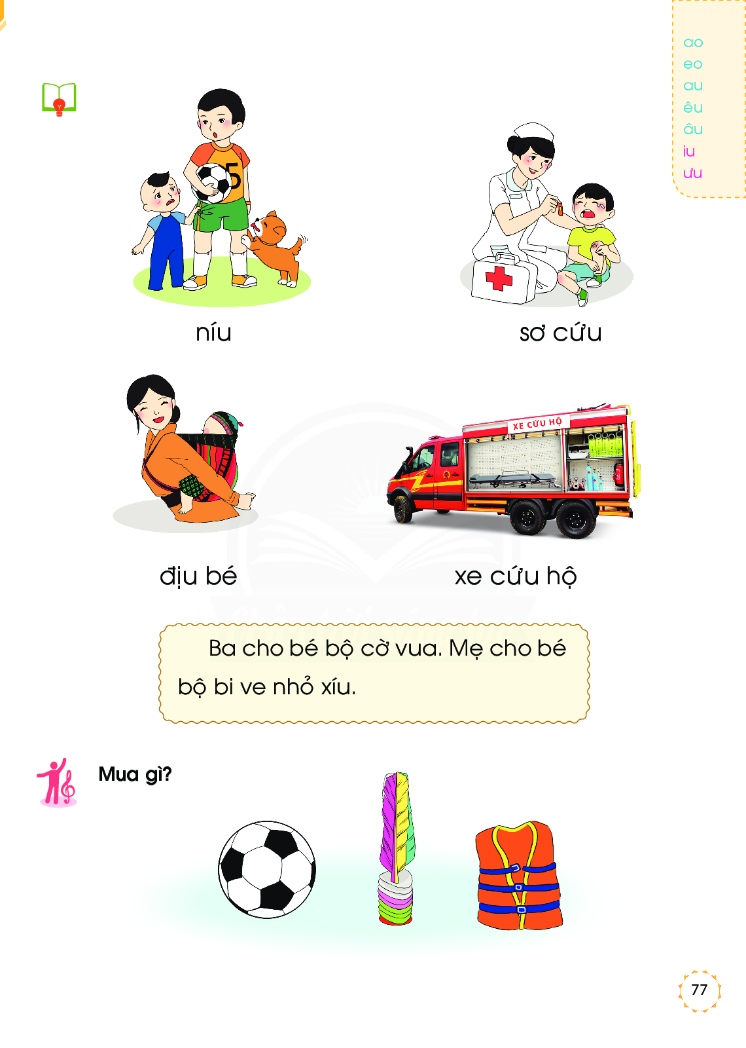 ao
eo
au
êu
âu
iu
ưu
5
níu
sơ cứu
XE CỨU HỘ
địu bé
xe cứu hộ
Ba cho bé bộ cờ vua. Mẹ cho bé
bộ bi ve nhỏ xíu.
Mua gì?
77